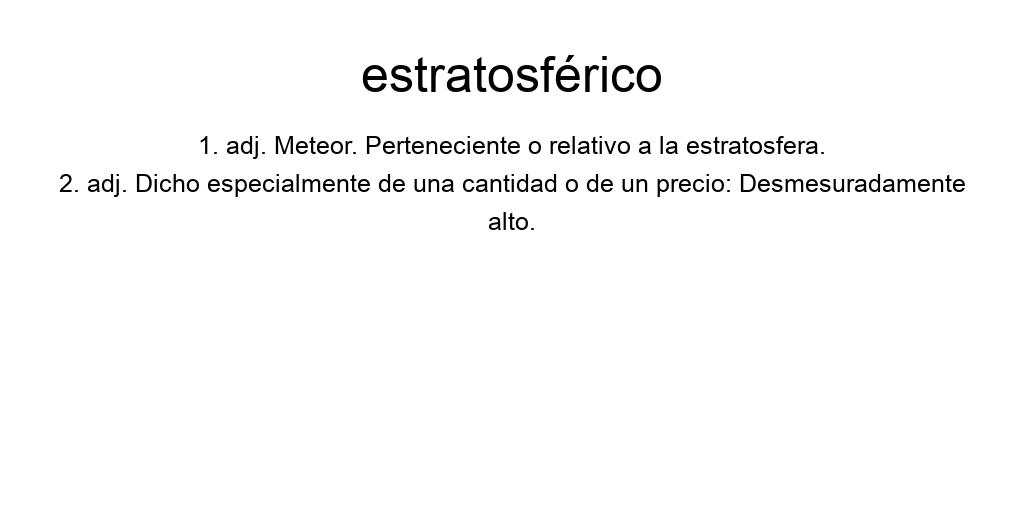 estratosférico
1. adj. Meteor. Perteneciente o relativo a la estratosfera.
2. adj. Dicho especialmente de una cantidad o de un precio: Desmesuradamente
alto.